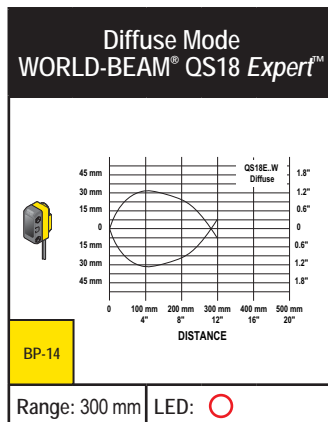 Diffuse Mode
WORLD-BEAM® QS18 Expert™
QS18E..W
Diffuse
45 mm 1.8"
30 mm 1.2"
15 mm 0.6"
0 0
15 mm 0.6"
30 mm 1.2"
45 mm 1.8"
0 100 mm 200 mm 300 mm 400 mm 500 mm
4" 8" 12" 16" 20"
DISTANCE
BP-14
Range: 300 mm LED: